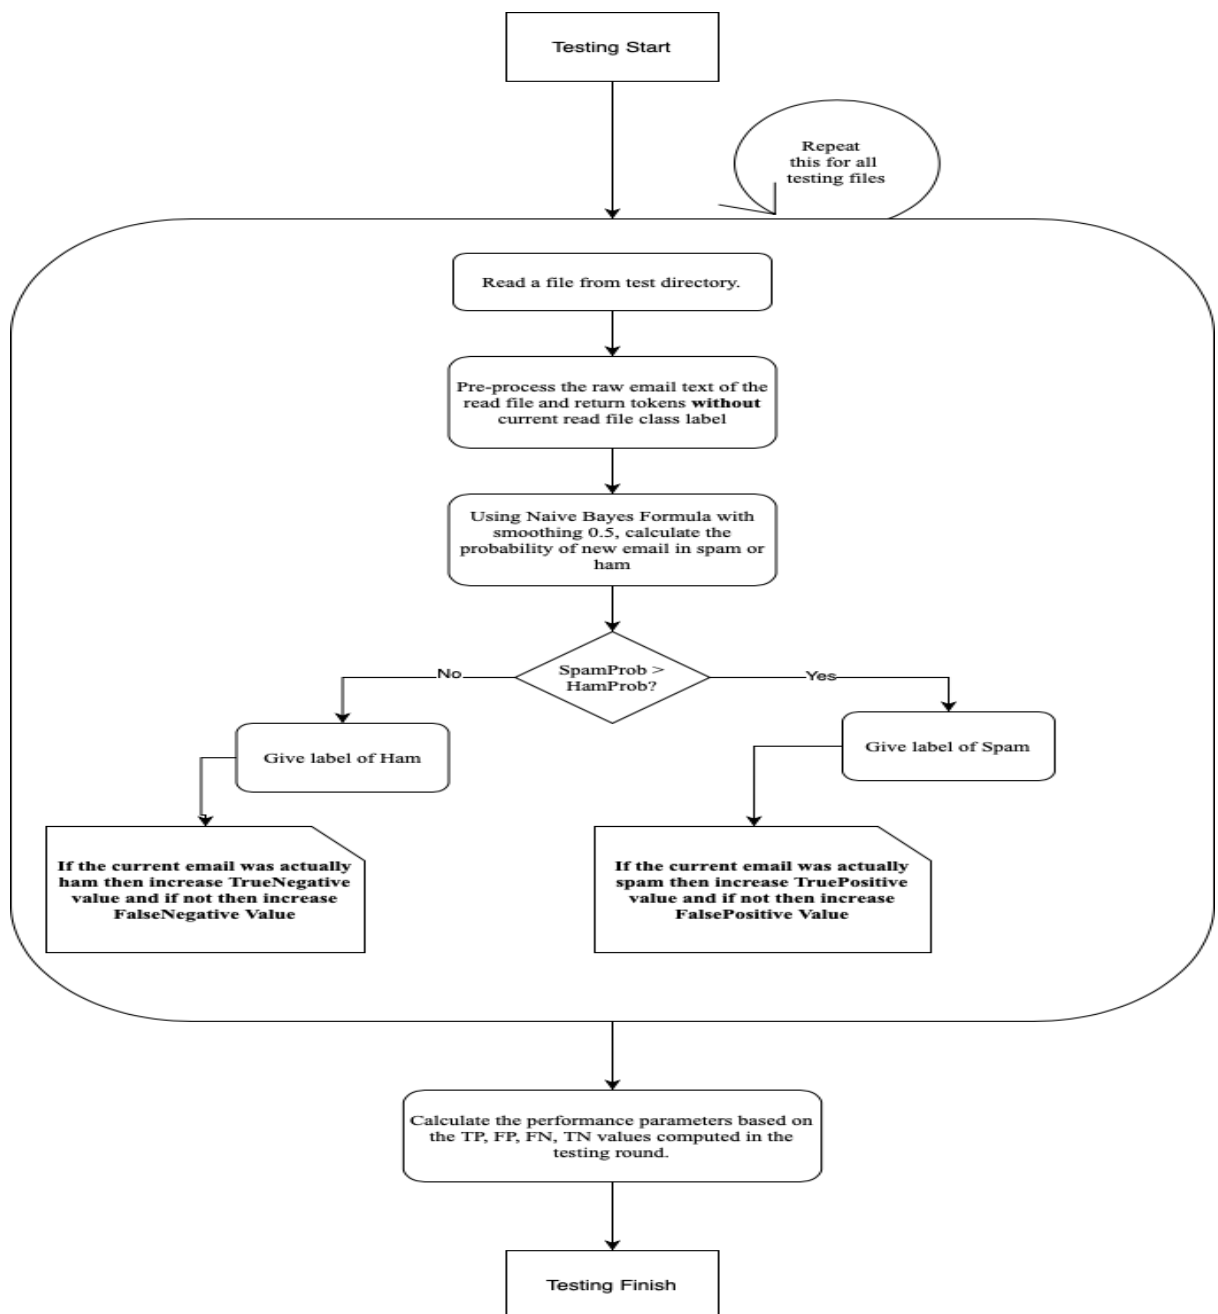 Testing Start
Repeat
this for all
testing files
Read a file from test directory.
Pre-process the raw email text of the
read file and return tokens without
current read file class label
Using Naive Bayes Formula with
smoothing 0.5, calculate the
probability of new email in spam or
ham
SpamProb >
HamProb?
No
Yes
Give label of Ham
Give label of Spam
If the current email was actually
ham then increase TrueNegative
value and if not then increase
FalseNegative Value
If the current email was actually
spam then increase TruePositive
value and if not then increase
FalsePositive Value
Calculate the performance parameters based on
the TP, FP, FN, TN values computed in the
testing round.
Testing Finish